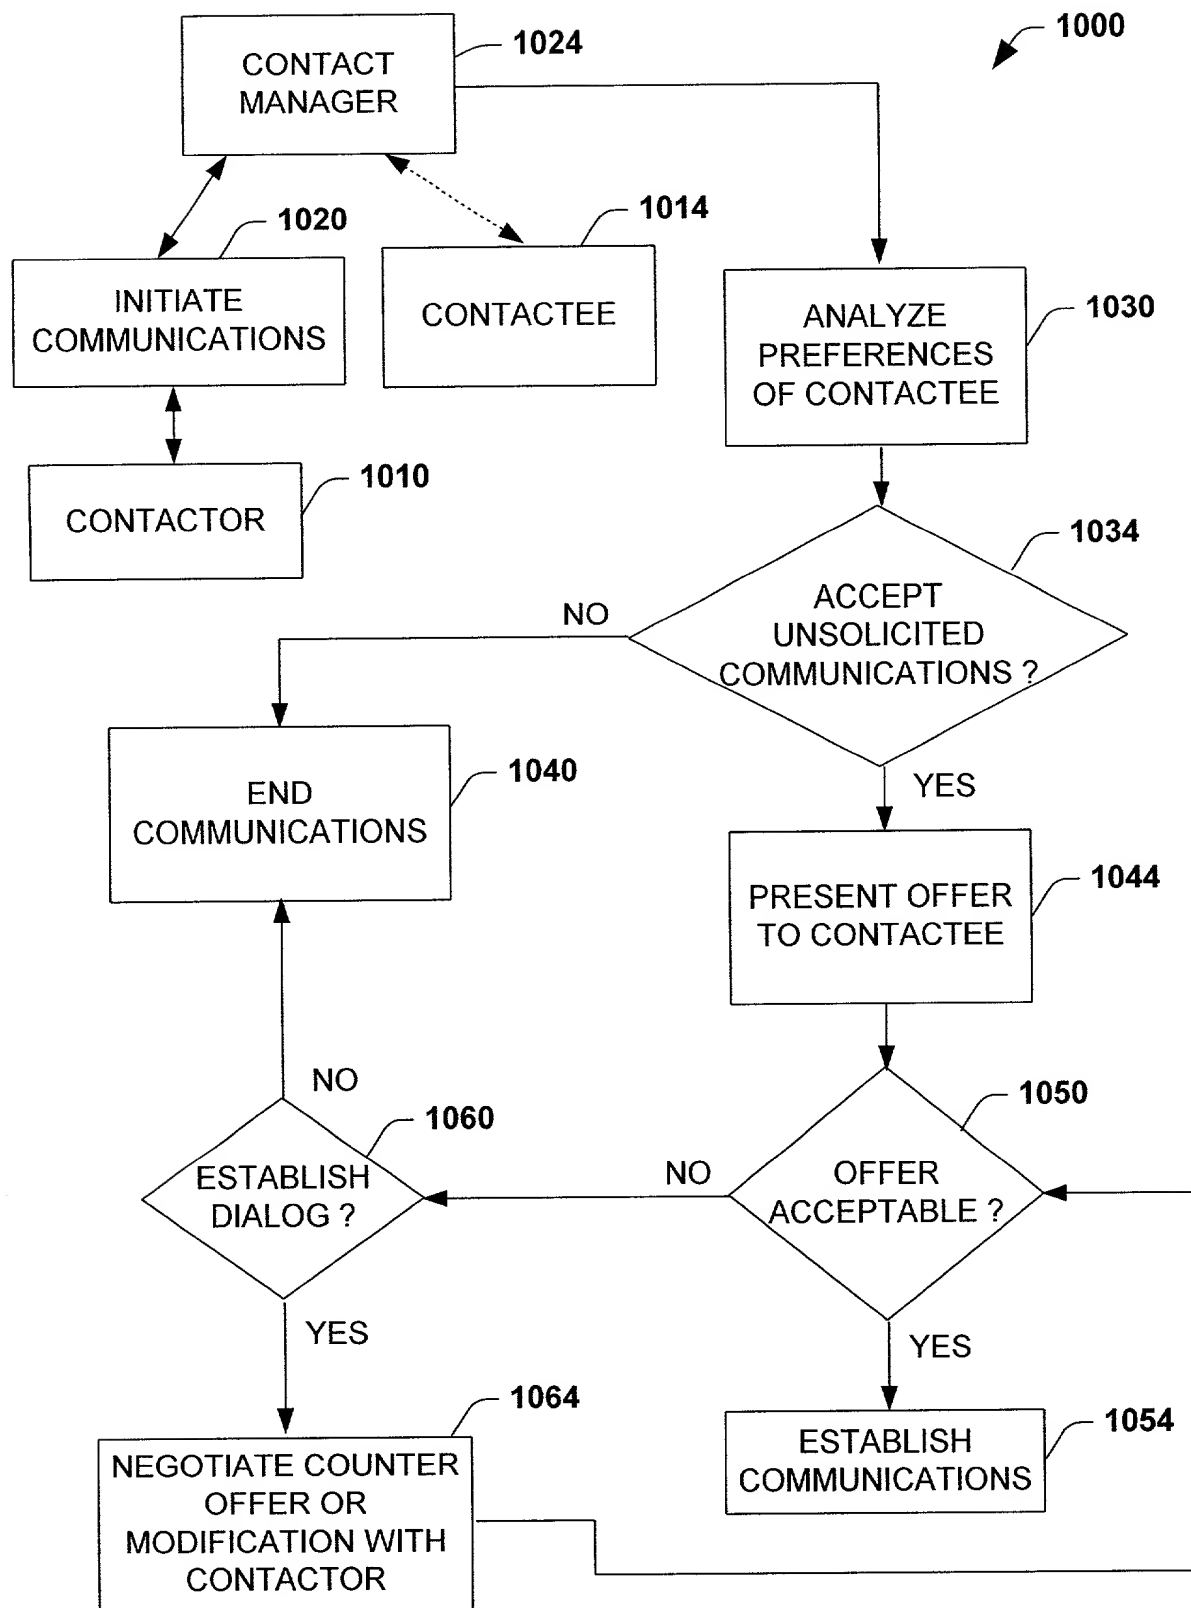 1000
1024
CONTACT
MANAGER
1020
INITIATE
COMMUNICATIONS
1014
CONTACTEE
1030
ANALYZE
PREFERENCES
OF CONTACTEE
1010
CONTACTOR
1034
ACCEPT
UNSOLICITED
COMMUNICATIONS ?
NO
YES
1040
END
COMMUNICATIONS
1044
PRESENT OFFER
TO CONTACTEE
1050
OFFER
ACCEPTABLE ?
NO
YES
1060
ESTABLISH
DIALOG ?
NO
YES
1054
ESTABLISH
COMMUNICATIONS
1064
NEGOTIATE COUNTER
OFFER OR
MODIFICATION WITH
CONTACTOR